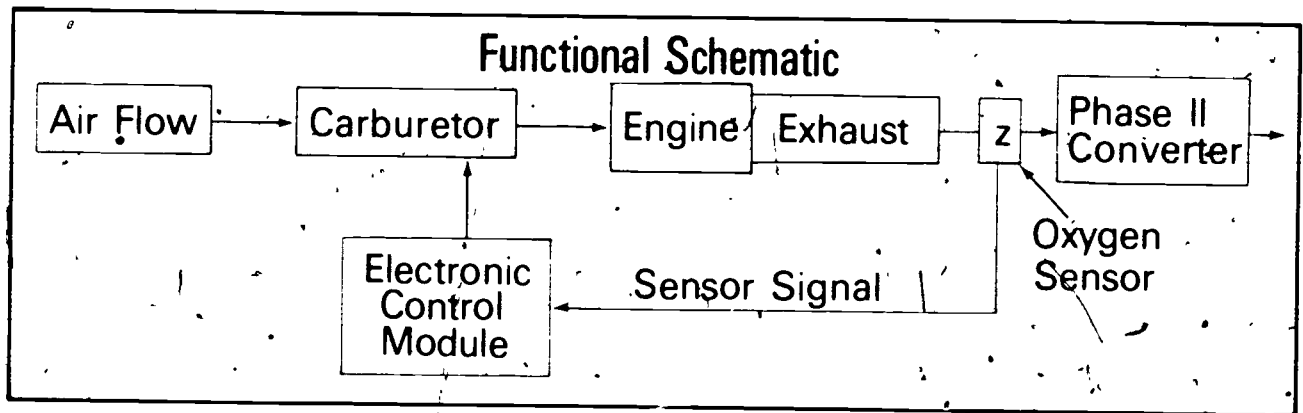 Functional Schematic
Air Flow
Carburetor
Engine
Exhaust
z
Phase II
Converter
Oxygen
Sensor
Electronic
Control
Module
Sensor Signal